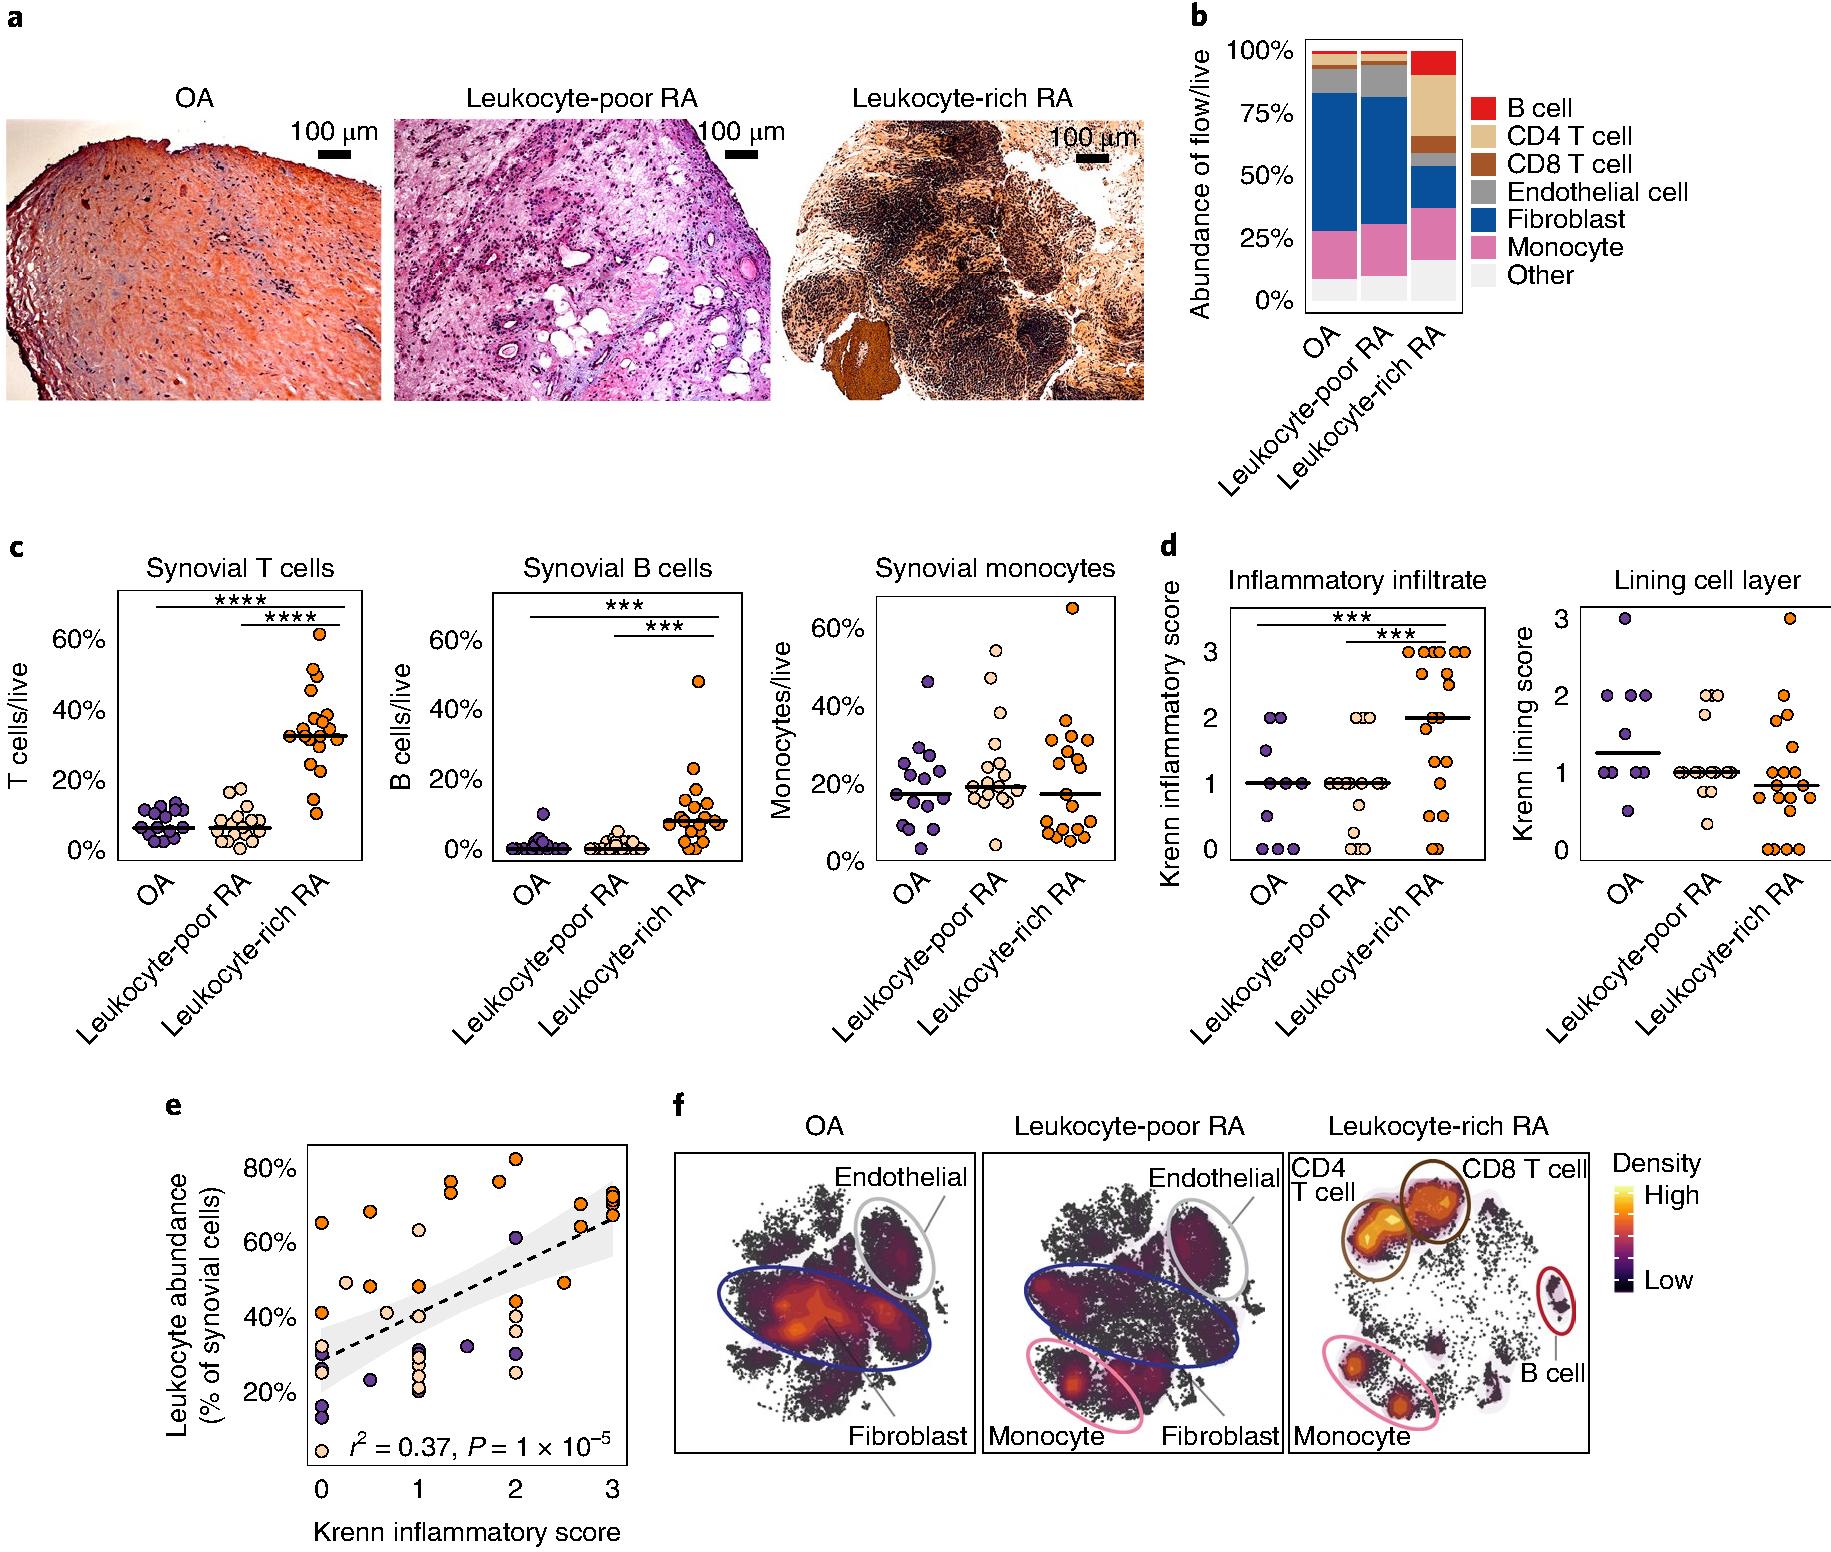 a
OA
Leukocyte-poor RA
Leukocyte-rich RA
100 μm
100 μm
100 μm
b
Abundance of flow/live
100%
75%
50%
25%
0%
OA
Leukocyte-poor RA
Leukocyte-rich RA
B cell
CD4 T cell
CD8 T cell
Endothelial cell
Fibroblast
Monocyte
Other
c
Synovial T cells
T cells/live
60%
40%
20%
0%
****
****
OA
Leukocyte-poor RA
Leukocyte-rich RA
Synovial B cells
B cells/live
60%
40%
20%
0%
***
***
OA
Leukocyte-poor RA
Leukocyte-rich RA
Synovial monocytes
Monocytes/live
60%
40%
20%
0%
OA
Leukocyte-poor RA
Leukocyte-rich RA
d
Inflammatory infiltrate
Krenn inflammatory score
3
2
1
0
***
***
OA
Leukocyte-poor RA
Leukocyte-rich RA
Lining cell layer
Krenn lining score
3
2
1
0
OA
Leukocyte-poor RA
Leukocyte-rich RA
e
Leukocyte abundance
(% of synovial cells)
80%
60%
40%
20%
r² = 0.37, P = 1 × 10⁻⁵
0 1 2 3
Krenn inflammatory score
f
OA
Endothelial
Fibroblast
Leukocyte-poor RA
Endothelial
Monocyte
Fibroblast
Leukocyte-rich RA
CD4
T cell
CD8 T cell
B cell
Monocyte
Density
High
Low